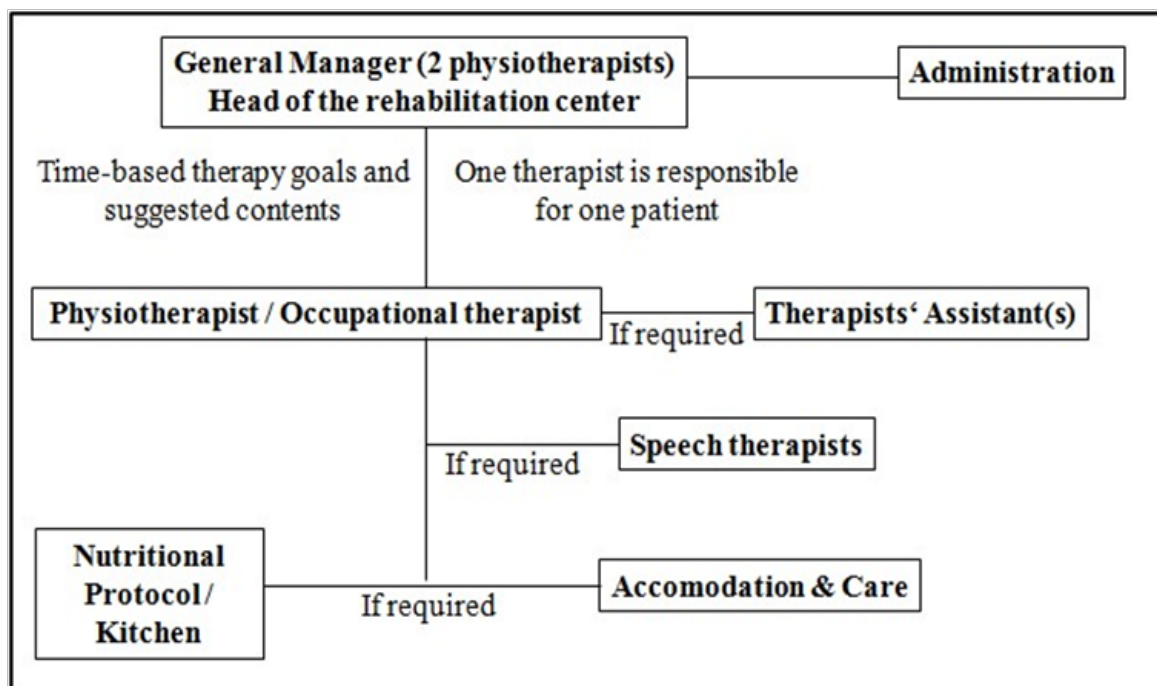 General Manager (2 physiotherapists)
Head of the rehabilitation center
Administration
Time-based therapy goals and
suggested contents
One therapist is responsible
for one patient
Physiotherapist / Occupational therapist
If required
Therapists‘ Assistant(s)
If required
Speech therapists
Nutritional
Protocol /
Kitchen
If required
Accomodation & Care